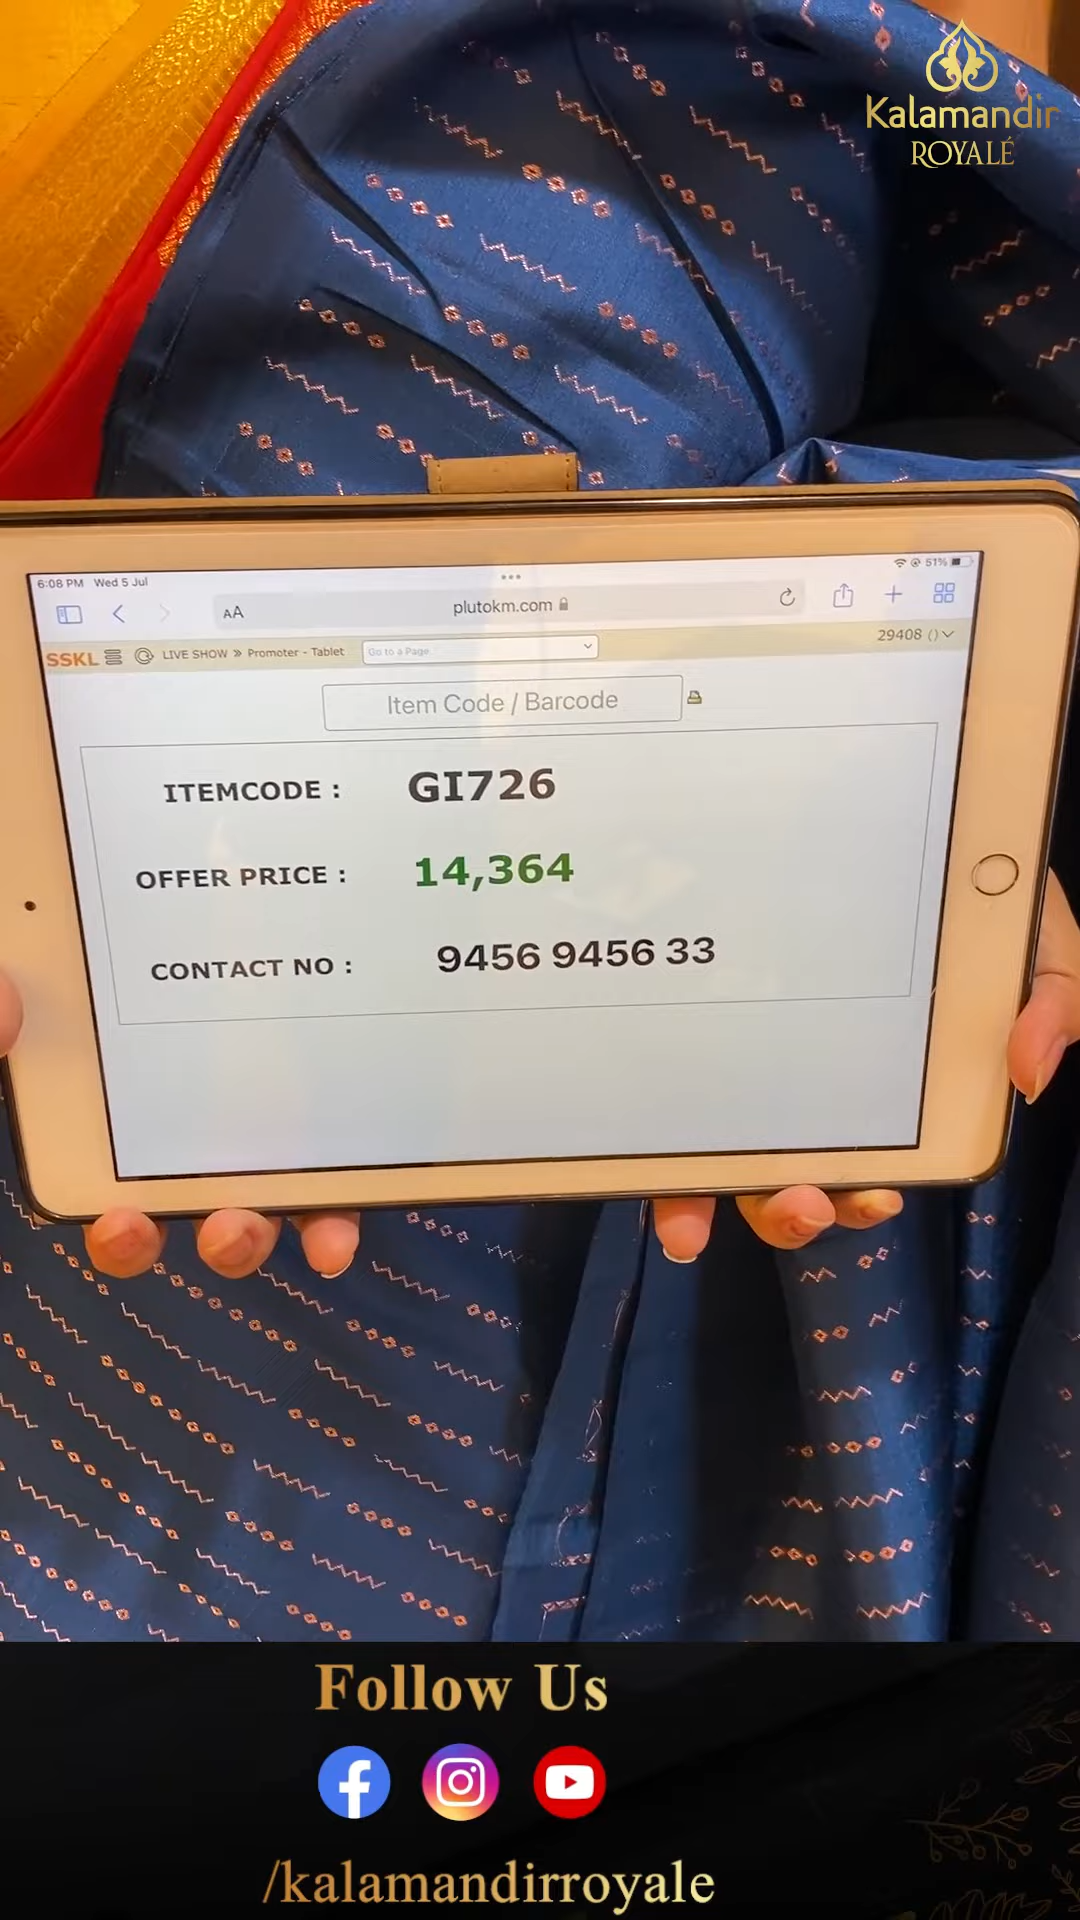 Kalamandir
ROYALÉ
6:08 PM Wed 5 Jul
51%
AA
plutokm.com
29408 ()
SSKL
LIVE SHOW » Promoter - Tablet
Go to a Page
Item Code / Barcode
ITEMCODE : GI726
OFFER PRICE : 14,364
CONTACT NO : 9456 9456 33
Follow Us
/kalamandirroyale